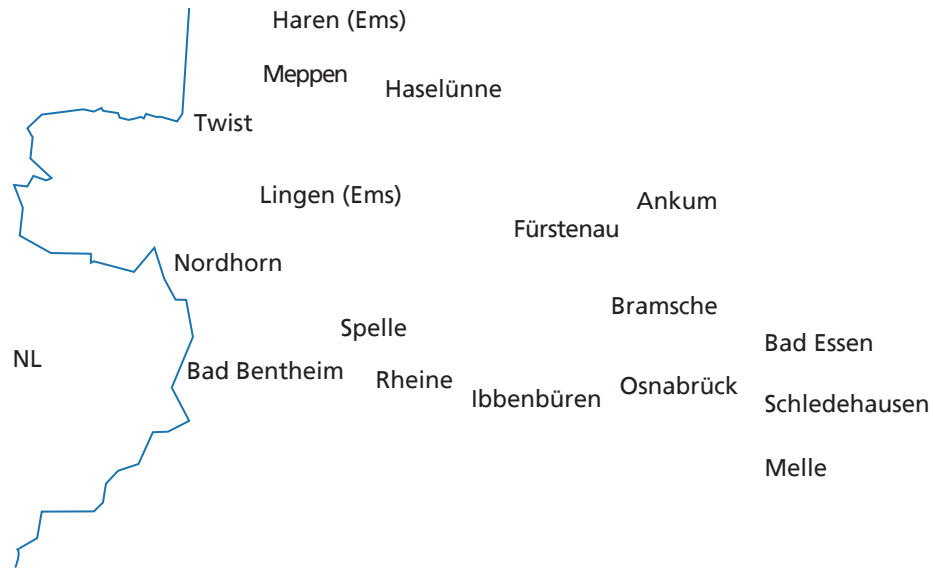 Haren (Ems)
Meppen
Haselünne
Twist
Lingen (Ems)
Ankum
Fürstenau
Nordhorn
Bramsche
Spelle
Bad Essen
NL
Bad Bentheim
Rheine
Osnabrück
Ibbenbüren
Schledehausen
Melle